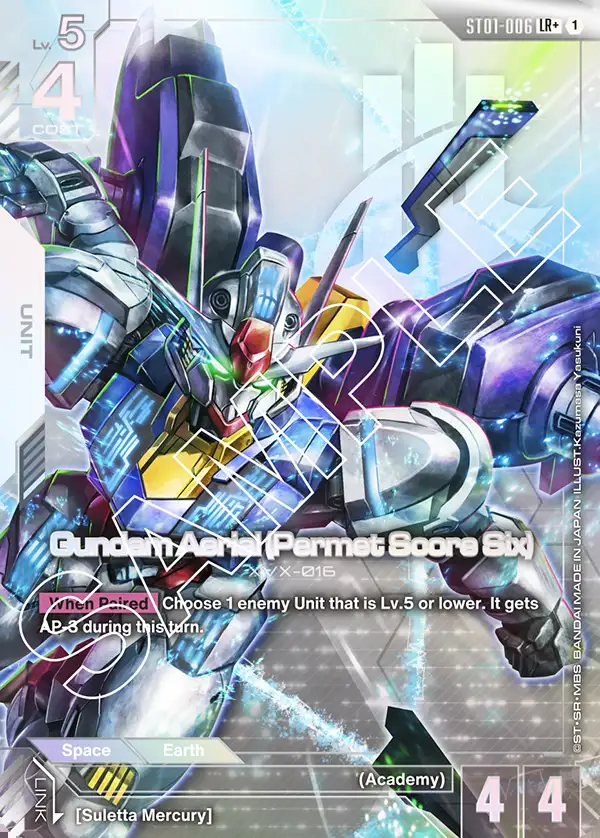 Lv. 5
4
COST
ST01-006 LR+ 1
UNIT
SAMPLE
Gundam Aerial (Permet Score Six)
XVX-016
When Paired Choose 1 enemy Unit that is Lv.5 or lower. It gets
AP-3 during this turn.
Space Earth
(Academy)
LINK
[Suletta Mercury]
4 4
©ST・SR・MBS BANDAI MADE IN JAPAN ILLUST.Kazumasa Yasukuni